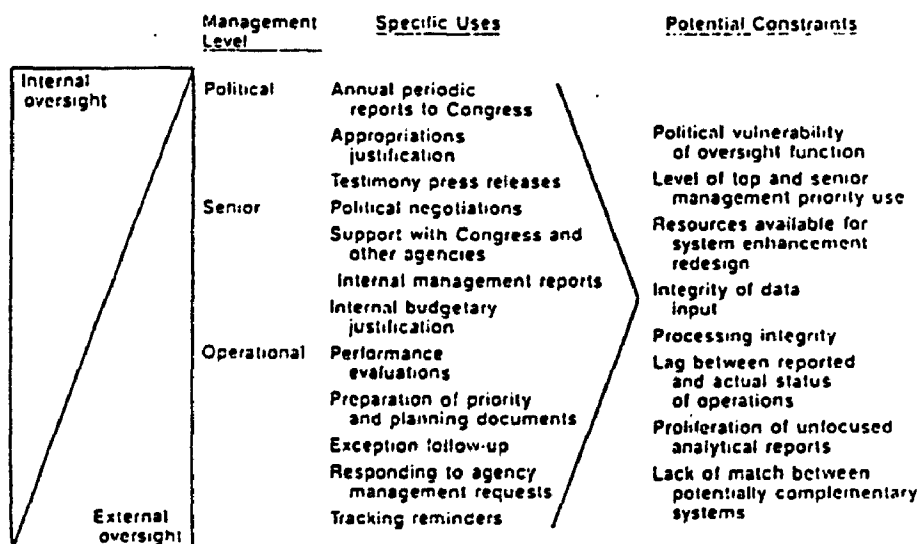 Management
Level
Specific Uses
Potential Constraints
Internal
oversight
External
oversight
Political
Senior
Operational
Annual periodic
reports to Congress
Appropriations
justification
Testimony press releases
Political negotiations
Support with Congress and
other agencies
Internal management reports
Internal budgetary
justification
Performance
evaluations
Preparation of priority
and planning documents
Exception follow-up
Responding to agency
management requests
Tracking reminders
Political vulnerability
of oversight function
Level of top and senior
management priority use
Resources available for
system enhancement
redesign
Integrity of data
input
Processing integrity
Lag between reported
and actual status
of operations
Proliferation of unfocused
analytical reports
Lack of match between
potentially complementary
systems